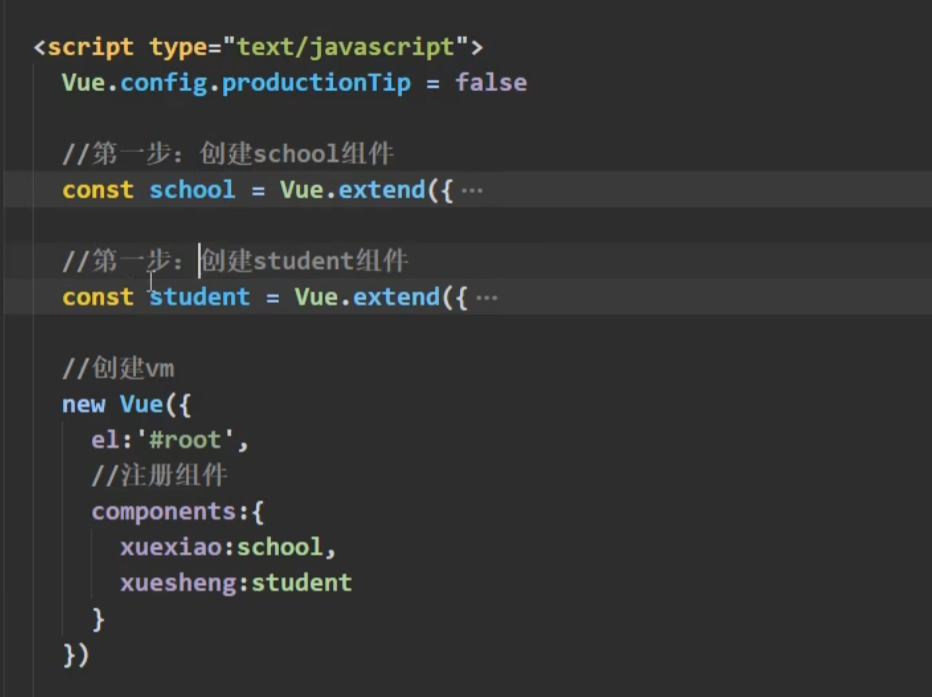 <script type="text/javascript">
Vue.config.productionTip = false
//第一步：创建school组件
const school = Vue.extend({ ···
//第一步：创建student组件
const student = Vue.extend({ ···
//创建vm
new Vue({
el:'#root',
//注册组件
components:{
xuexiao:school,
xuesheng:student
}
})